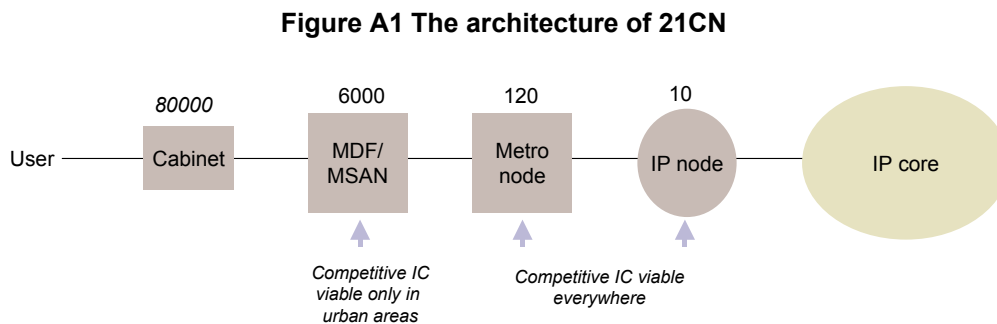 Figure A1 The architecture of 21CN
80000
6000
120
10
User
Cabinet
MDF/
MSAN
Metro
node
IP node
IP core
Competitive IC
viable only in
urban areas
Competitive IC viable
everywhere